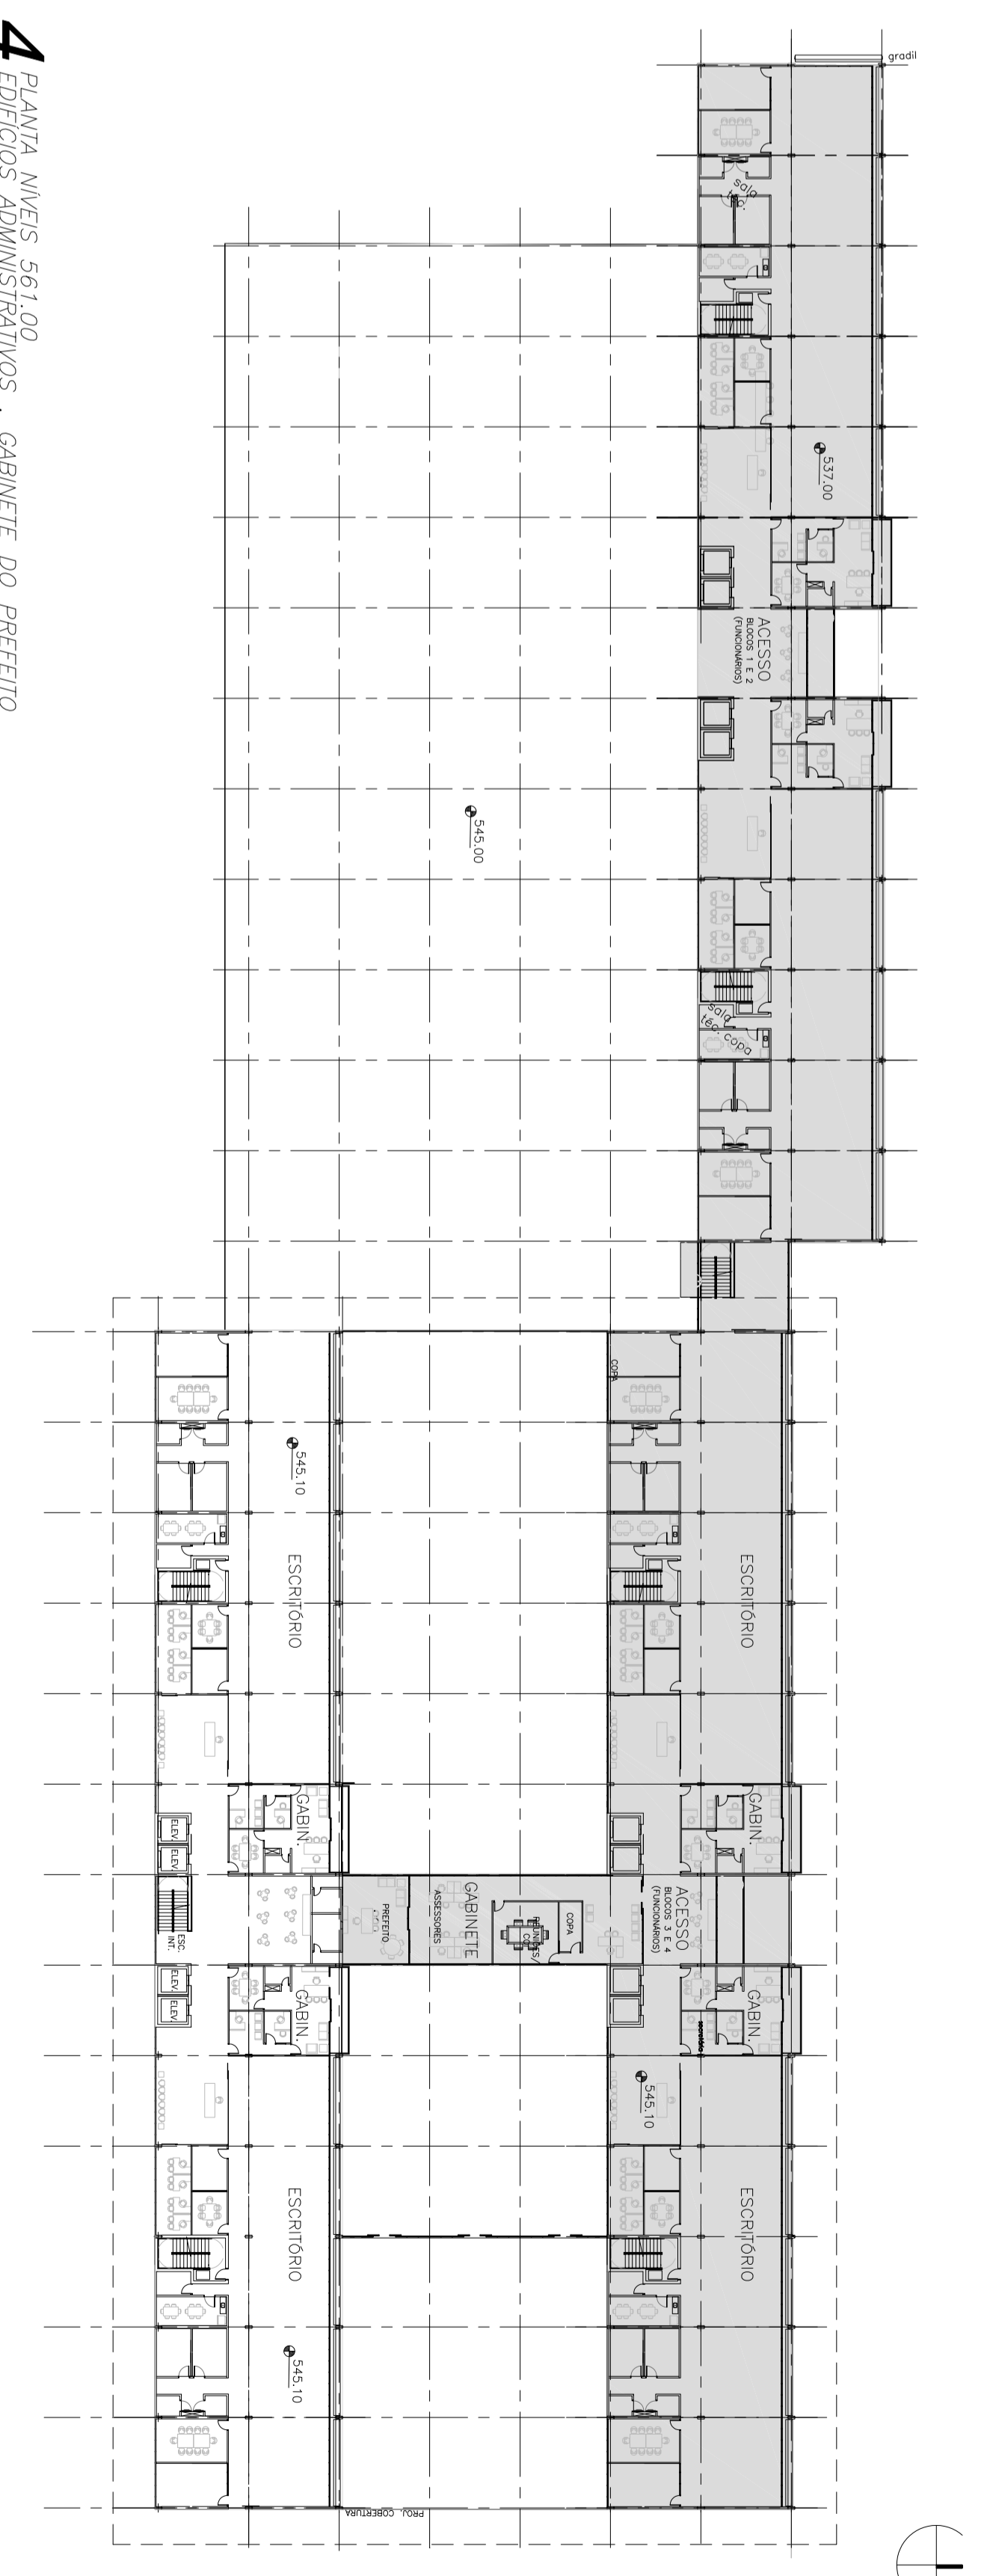 4
PLANTA NÍVEIS 561.00
EDIFÍCIOS ADMINISTRATIVOS . GABINETE DO PREFEITO
gradil
sala
téc.
537.00
ACESSO
BLOCOS 1 E 2
(FUNCIONÁRIOS)
545.00
sala
téc. copa
COPA
545.10
ESCRITÓRIO
ESCRITÓRIO
GABIN.
GABIN.
ELEV.
ELEV.
ESC.
INT.
PREFEITO
ASSESSORES
GABINETE
REUNIÕES/
COPA
ACESSO
BLOCOS 3 E 4
(FUNCIONÁRIOS)
ELEV.
ELEV.
GABIN.
GABIN.
secretária
545.10
ESCRITÓRIO
ESCRITÓRIO
545.10
PROJ. COBERTURA